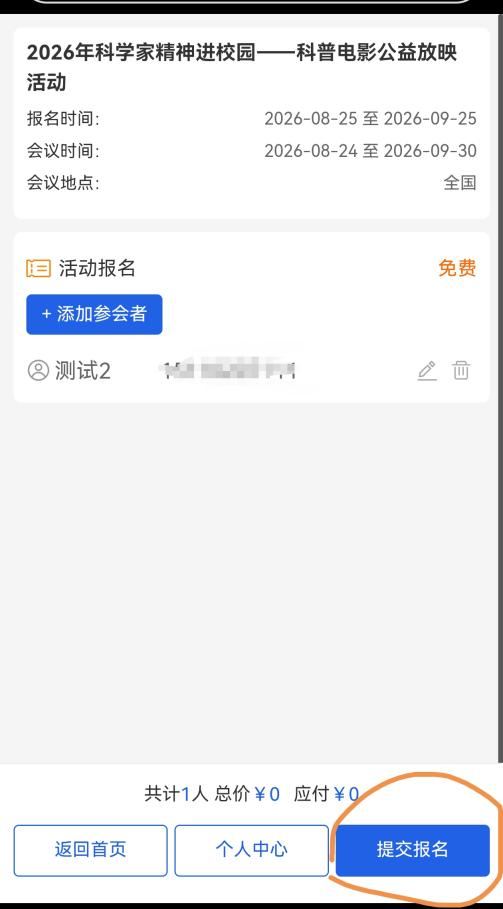 2026年科学家精神进校园——科普电影公益放映
活动
报名时间: 2026-08-25 至 2026-09-25
会议时间: 2026-08-24 至 2026-09-30
会议地点: 全国
活动报名 免费
+ 添加参会者
测试2
共计1人 总价￥0 应付￥0
返回首页 个人中心 提交报名